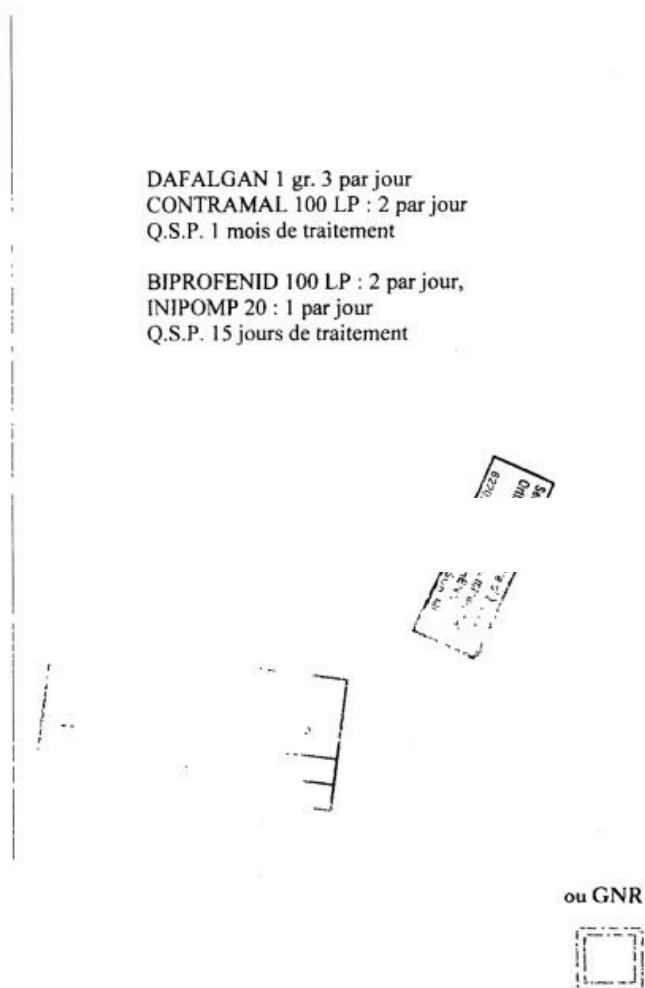 DAFALGAN 1 gr. 3 par jour
CONTRAMAL 100 LP : 2 par jour
Q.S.P. 1 mois de traitement
BIPROFENID 100 LP : 2 par jour,
INIPOMP 20 : 1 par jour
Q.S.P. 15 jours de traitement
ou GNR